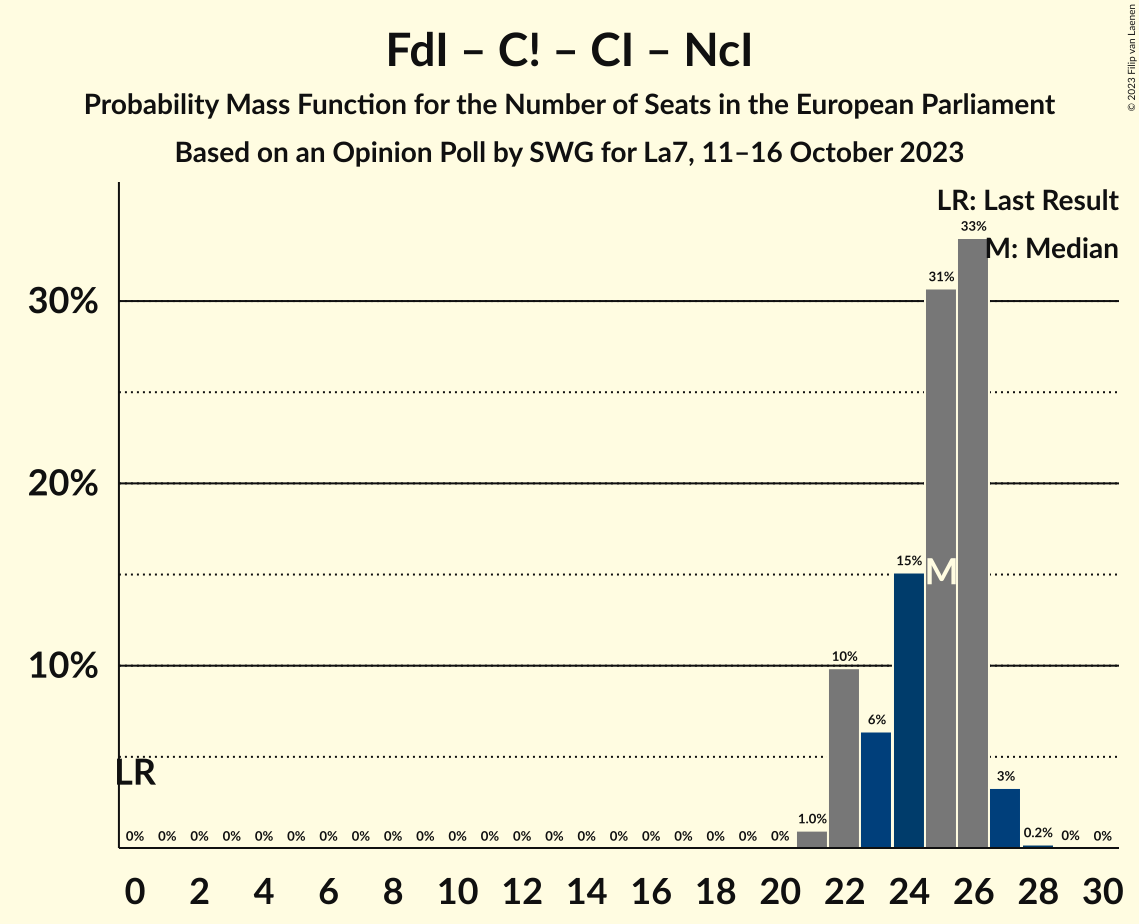 FdI – C! – CI – NcI
Probability Mass Function for the Number of Seats in the European Parliament
Based on an Opinion Poll by SWG for La7, 11–16 October 2023
© 2023 Filip van Laenen
LR: Last Result
M: Median
33%
31%
30%
20%
15%
M
10%
10%
6%
LR
3%
1.0%
0.2%
0% 0% 0% 0% 0% 0% 0% 0% 0% 0% 0% 0% 0% 0% 0% 0% 0% 0% 0% 0% 0% 0% 0%
0 2 4 6 8 10 12 14 16 18 20 22 24 26 28 30